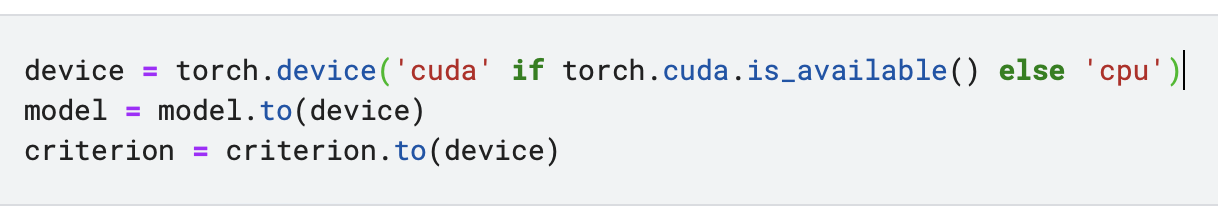 device = torch.device('cuda' if torch.cuda.is_available() else 'cpu')
model = model.to(device)
criterion = criterion.to(device)